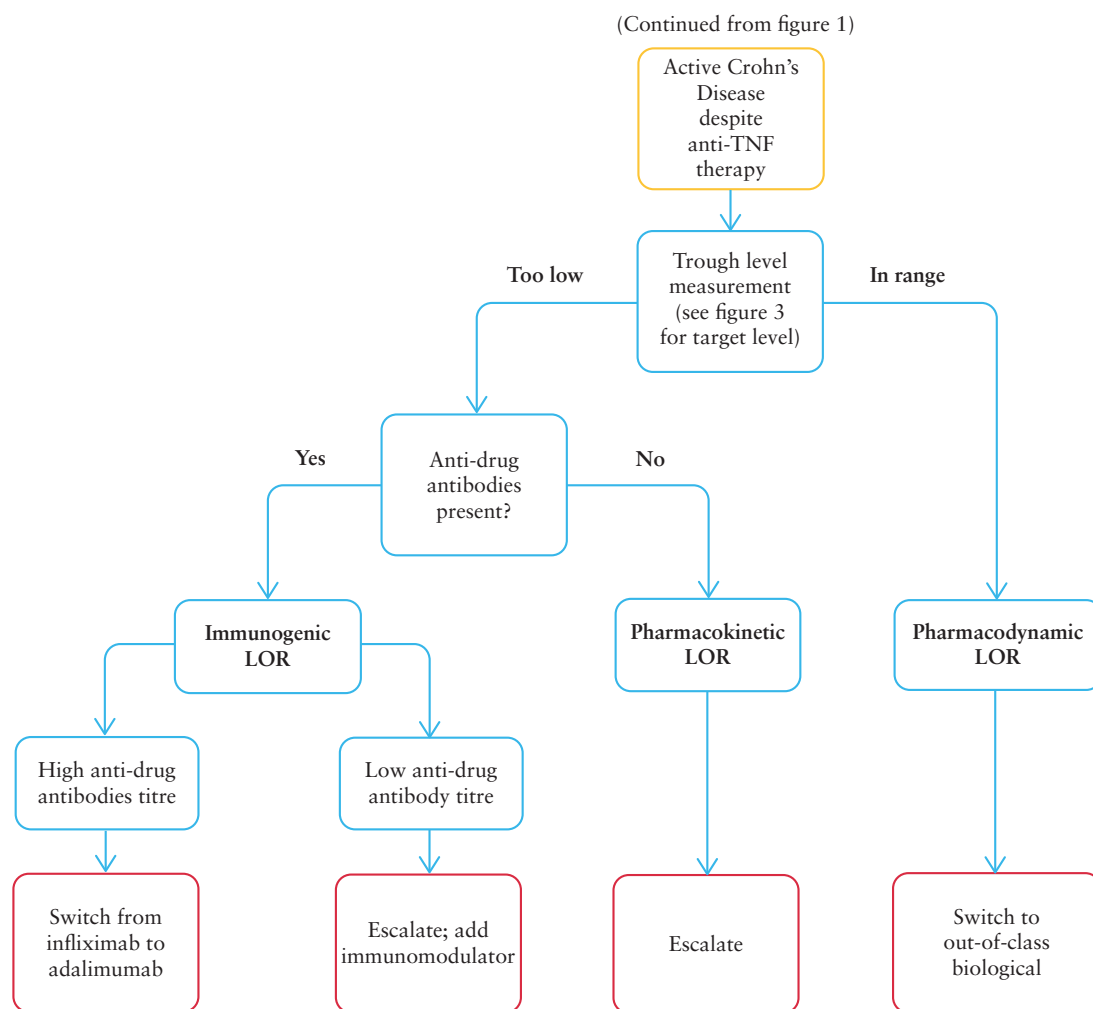 (Continued from figure 1)
Active Crohn's
Disease
despite
anti-TNF
therapy
Too low
Trough level
measurement
(see figure 3
for target level)
In range
Yes
Anti-drug
antibodies
present?
No
Immunogenic
LOR
Pharmacokinetic
LOR
Pharmacodynamic
LOR
High anti-drug
antibodies titre
Low anti-drug
antibody titre
Switch from
infliximab to
adalimumab
Escalate; add
immunomodulator
Escalate
Switch to
out-of-class
biological